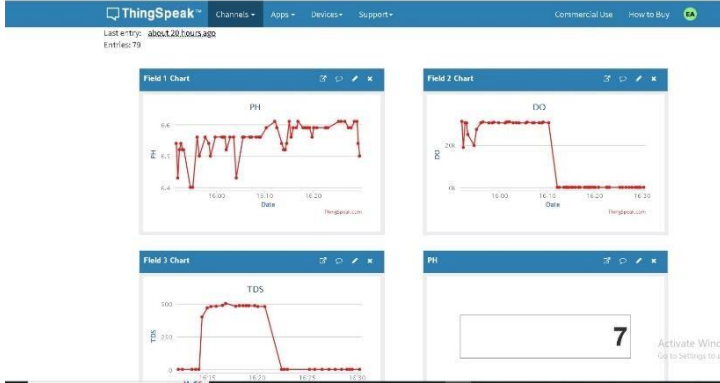 ThingSpeak™ Channels Apps Devices Support Commercial Use How to Buy EA
Last entry: about 20 hours ago
Entries: 79
Field 1 Chart
PH
6.6
6.5
6.4
PH
16:00 16:10 16:20
Date
ThingSpeak.com
Field 2 Chart
DO
20k
0k
DO
16:00 16:10 16:20 16:30
Date
ThingSpeak.com
Field 3 Chart
TDS
500
250
0
TDS
16:15 16:20 16:25 16:30
PH
7
Activate Wind
Go to Settings to a